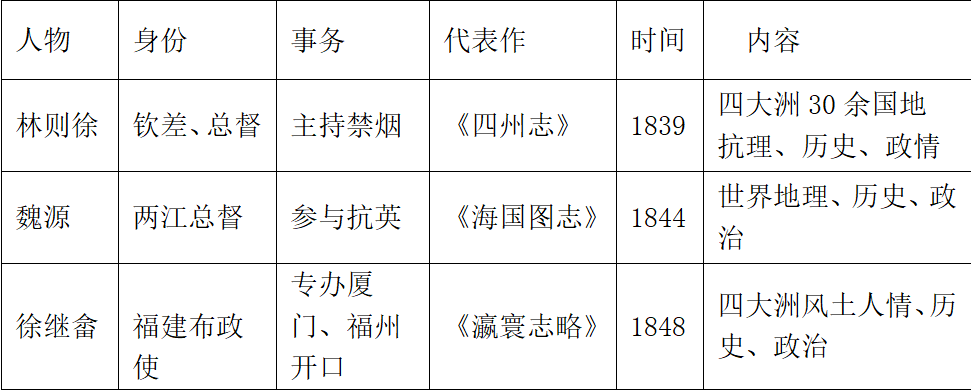 人物 身份 事务 代表作 时间 内容
林则徐 钦差、总督 主持禁烟 《四州志》 1839 四大洲30余国地
抗理、历史、政情
魏源 两江总督 参与抗英 《海国图志》 1844 世界地理、历史、政
治
徐继畬 福建布政
使 专办厦
门、福州
开口 《瀛寰志略》 1848 四大洲风土人情、历
史、政治